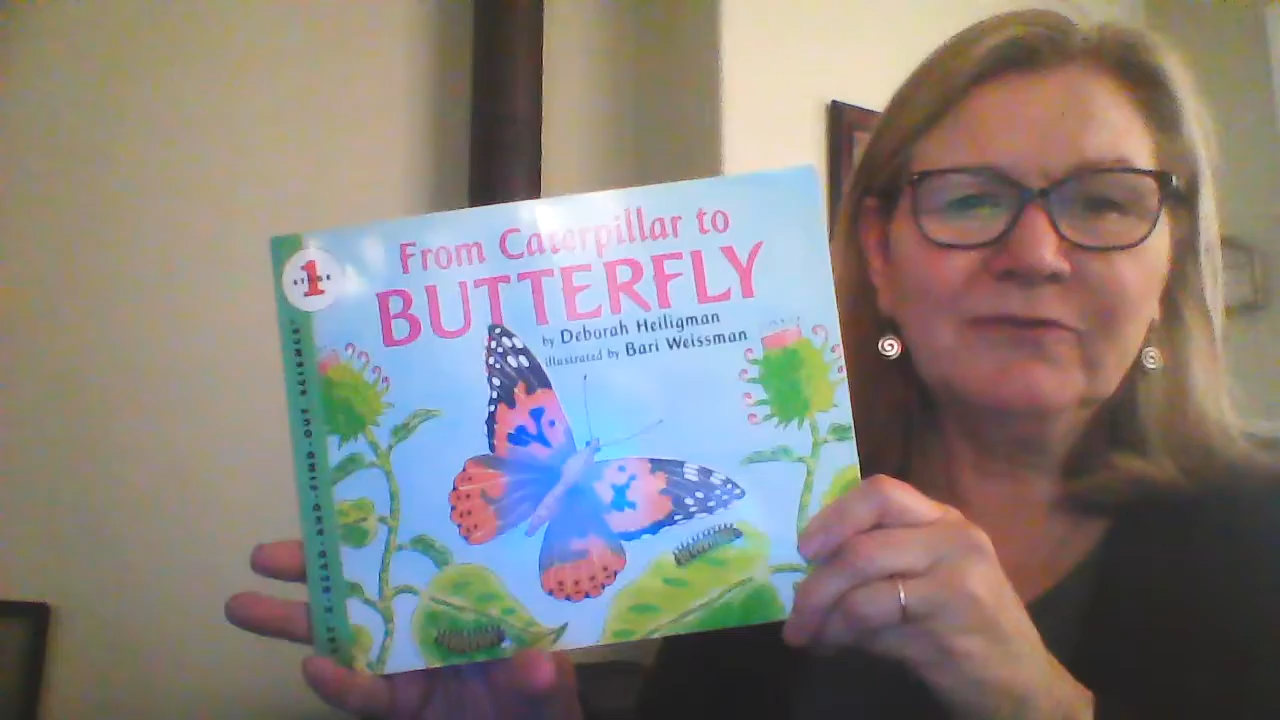 From Caterpillar to
BUTTERFLY
by Deborah Heiligman
illustrated by Bari Weissman
STAGE
1
LET'S-READ-AND-FIND-OUT SCIENCE